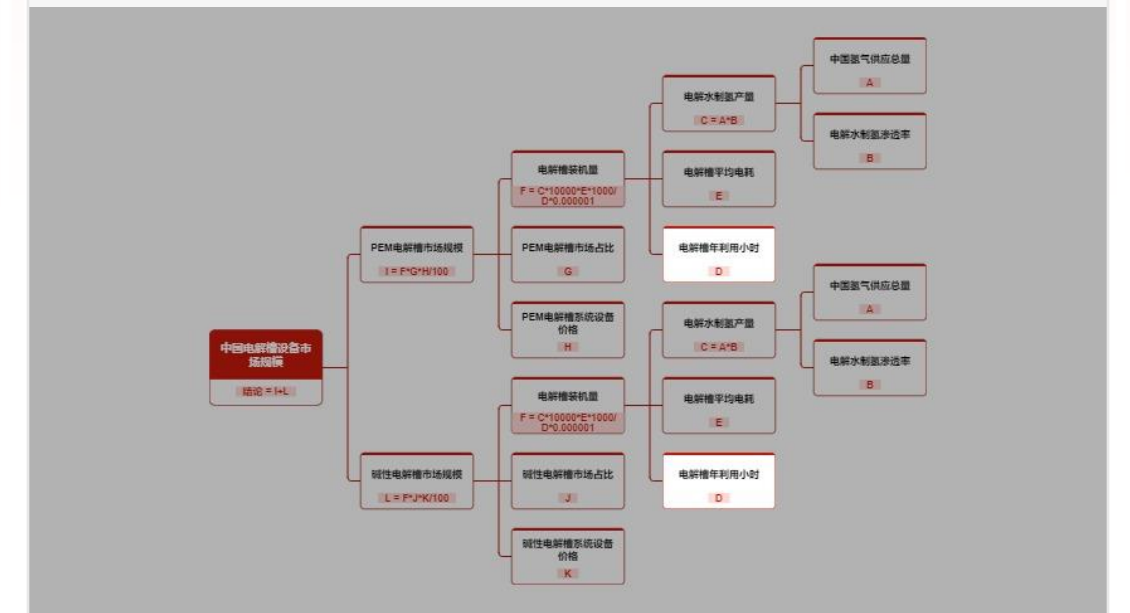 中国氢气供应总量
A
电解水制氢产量
C = A*B
电解水制氢渗透率
B
电解槽装机量
F = C*10000*E*1000/
D*0.000001
电解槽平均电耗
E
PEM电解槽市场规模
I = F*G*H/100
PEM电解槽市场占比
G
电解槽年利用小时
D
PEM电解槽系统设备
价格
H
中国电解槽设备市
场规模
结论 = I+L
中国氢气供应总量
A
电解水制氢产量
C = A*B
电解水制氢渗透率
B
电解槽装机量
F = C*10000*E*1000/
D*0.000001
电解槽平均电耗
E
碱性电解槽市场规模
L = F*J*K/100
碱性电解槽市场占比
J
电解槽年利用小时
D
碱性电解槽系统设备
价格
K